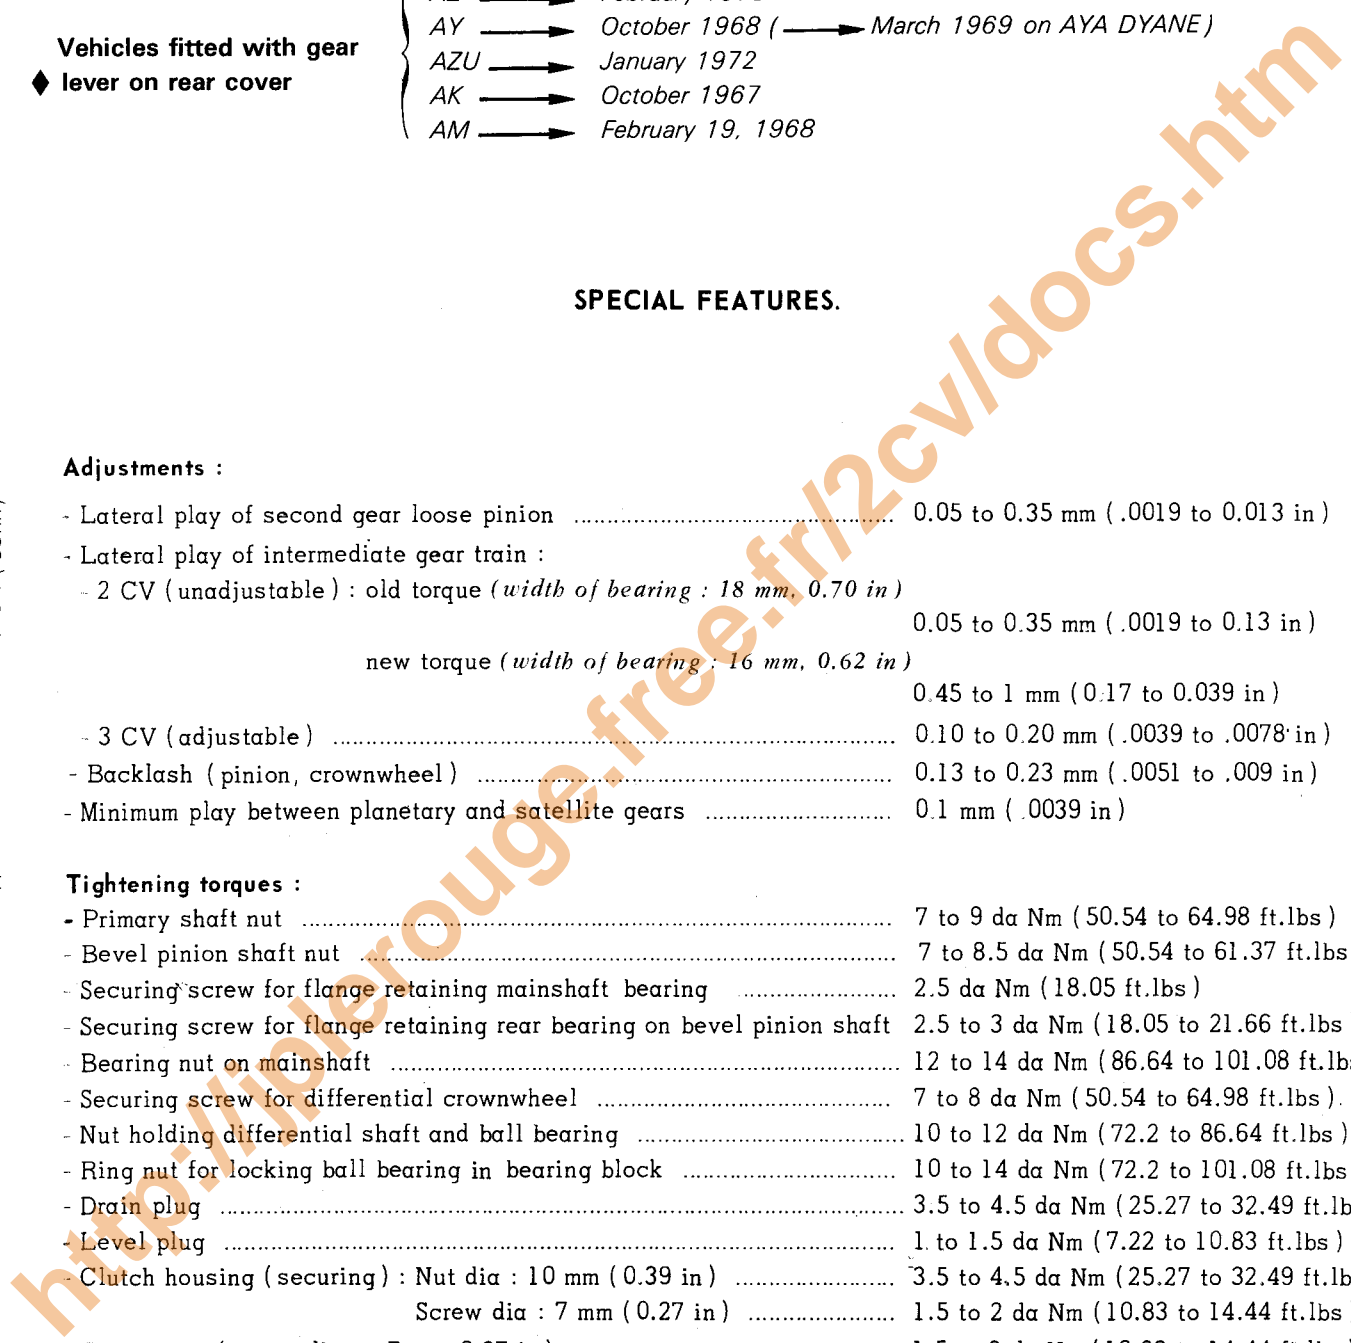 AY → October 1968 ( → March 1969 on AYA DYANE )
Vehicles fitted with gear
♦ lever on rear cover
AZU → January 1972
AK → October 1967
AM → February 19, 1968
SPECIAL FEATURES.
Adjustments :
- Lateral play of second gear loose pinion ........ 0.05 to 0.35 mm ( .0019 to 0.013 in )
- Lateral play of intermediate gear train :
- 2 CV ( unadjustable ) : old torque ( width of bearing : 18 mm, 0.70 in )
0.05 to 0.35 mm ( .0019 to 0.13 in )
new torque ( width of bearing : 16 mm, 0.62 in )
0.45 to 1 mm ( 0.17 to 0.039 in )
- 3 CV ( adjustable ) ........ 0.10 to 0.20 mm ( .0039 to .0078 in )
- Backlash ( pinion, crownwheel ) ........ 0.13 to 0.23 mm ( .0051 to .009 in )
- Minimum play between planetary and satellite gears ........ 0.1 mm ( .0039 in )
Tightening torques :
- Primary shaft nut ........ 7 to 9 da Nm ( 50.54 to 64.98 ft.lbs )
- Bevel pinion shaft nut ........ 7 to 8.5 da Nm ( 50.54 to 61.37 ft.lbs
- Securing screw for flange retaining mainshaft bearing ........ 2.5 da Nm ( 18.05 ft.lbs )
- Securing screw for flange retaining rear bearing on bevel pinion shaft 2.5 to 3 da Nm ( 18.05 to 21.66 ft.lbs
- Bearing nut on mainshaft ........ 12 to 14 da Nm ( 86.64 to 101.08 ft.lb
- Securing screw for differential crownwheel ........ 7 to 8 da Nm ( 50.54 to 64.98 ft.lbs ).
- Nut holding differential shaft and ball bearing ........ 10 to 12 da Nm ( 72.2 to 86.64 ft.lbs )
- Ring nut for locking ball bearing in bearing block ........ 10 to 14 da Nm ( 72.2 to 101.08 ft.lbs
- Drain plug ........ 3.5 to 4.5 da Nm ( 25.27 to 32.49 ft.lb
- Level plug ........ 1. to 1.5 da Nm ( 7.22 to 10.83 ft.lbs )
- Clutch housing ( securing ) : Nut dia : 10 mm ( 0.39 in ) ........ 3.5 to 4.5 da Nm ( 25.27 to 32.49 ft.lb
Screw dia : 7 mm ( 0.27 in ) ........ 1.5 to 2 da Nm ( 10.83 to 14.44 ft.lbs
http://jplerouge.free.fr/2cv/docs.htm